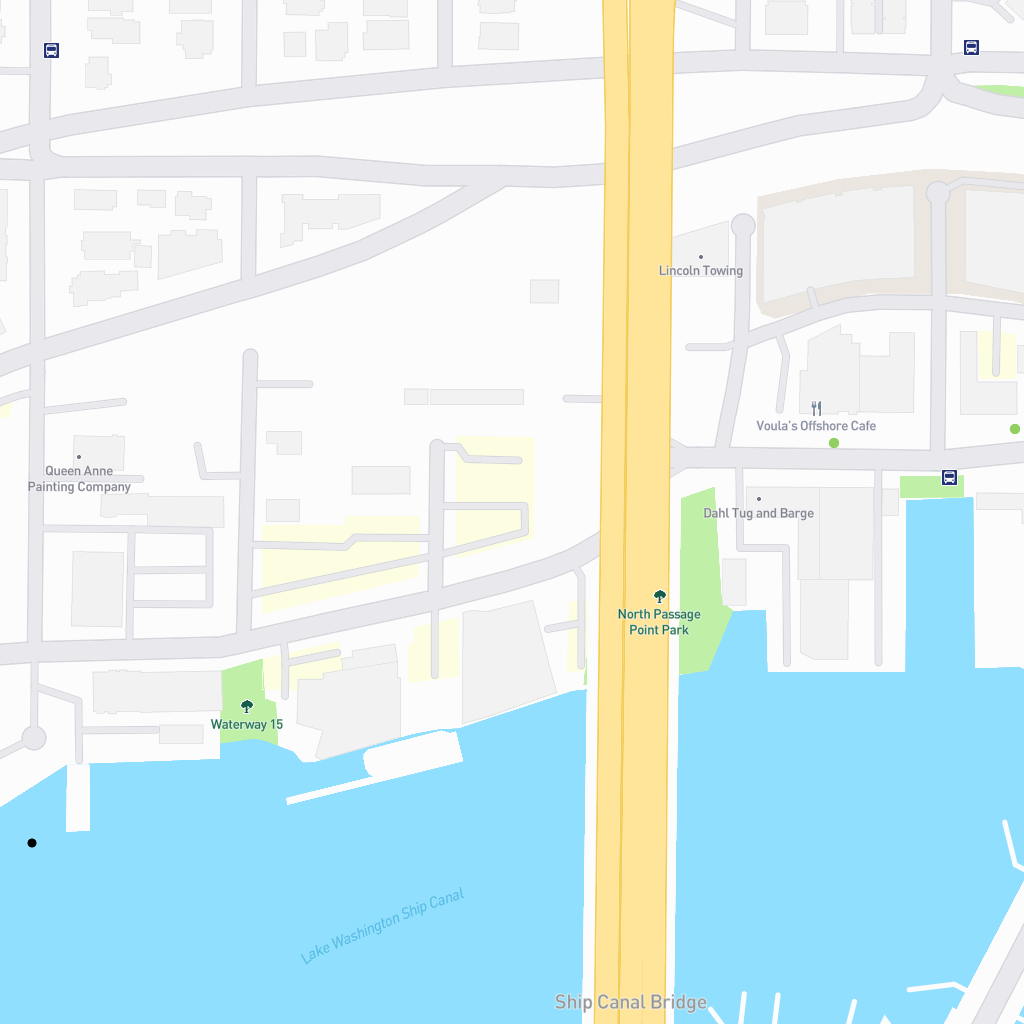 Lincoln Towing
Voula's Offshore Cafe
Queen Anne
Painting Company
Dahl Tug and Barge
North Passage
Point Park
Waterway 15
Lake Washington Ship Canal
Ship Canal Bridge